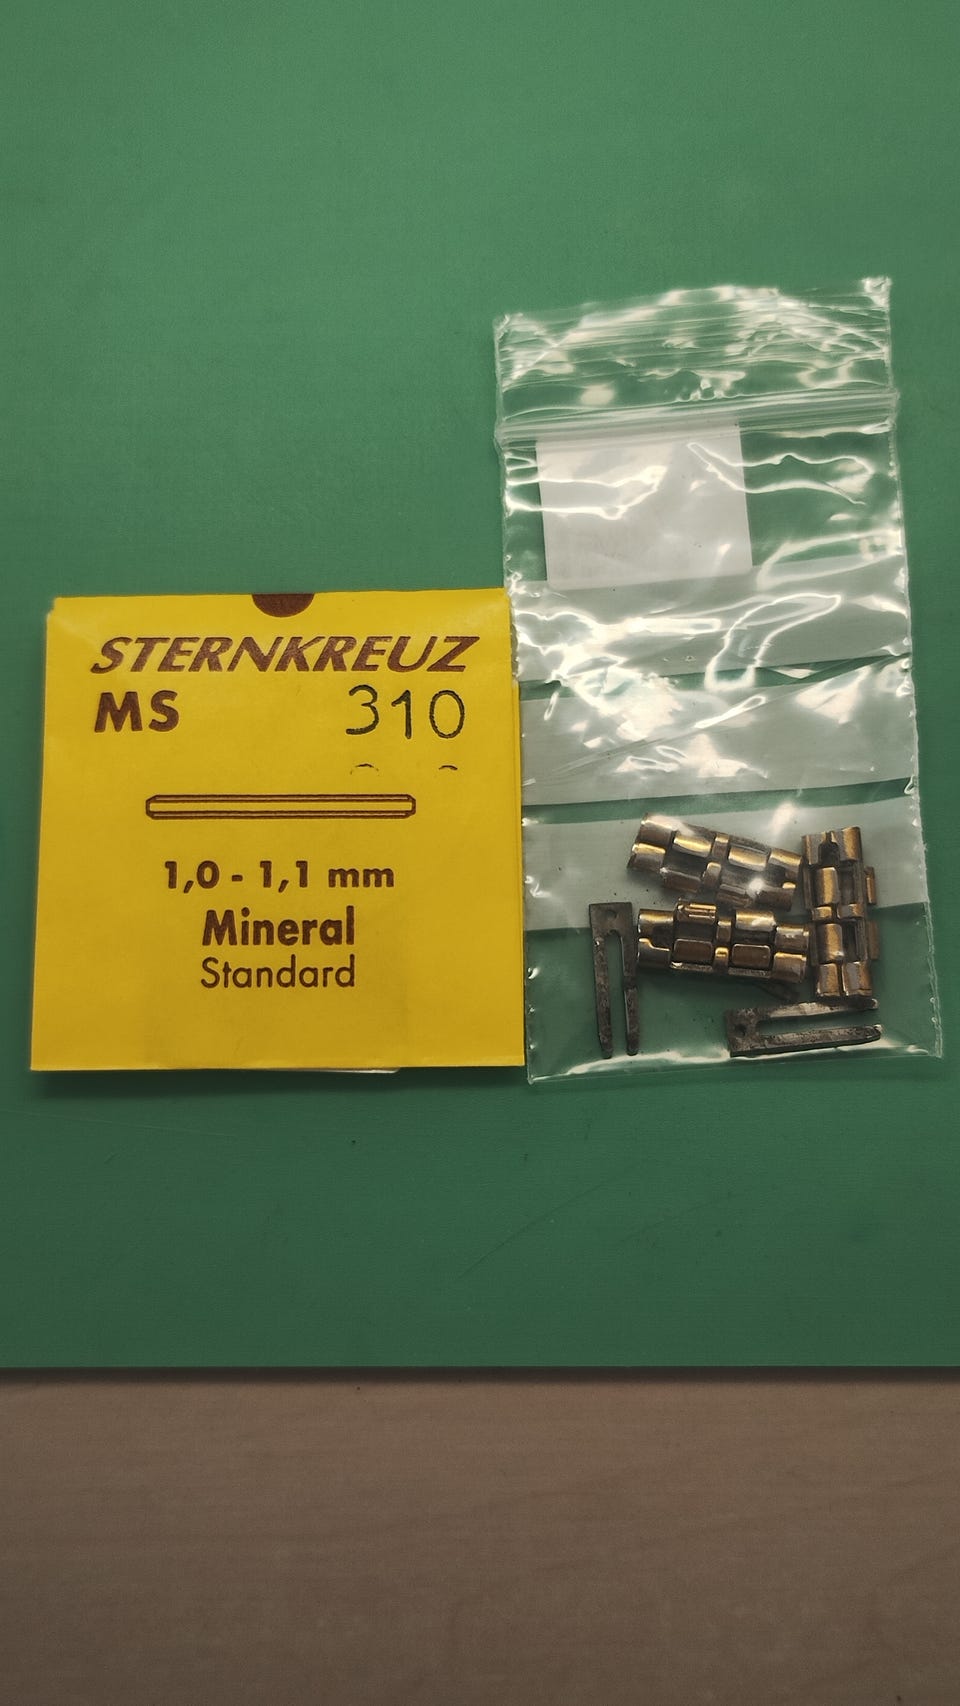 STERNKREUZ
MS 310
1,0 - 1,1 mm
Mineral
Standard